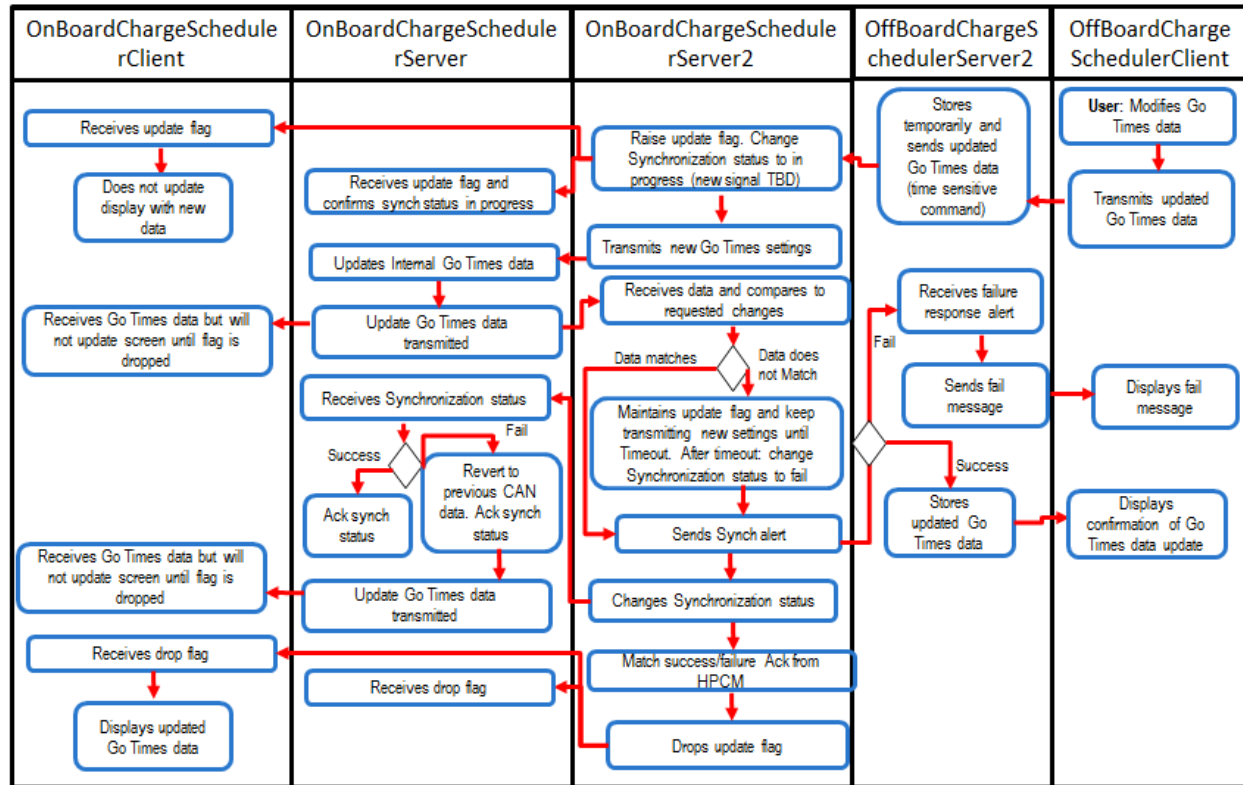 OnBoardChargeSchedule
rClient
OnBoardChargeSchedule
rServer
OnBoardChargeSchedule
rServer2
OffBoardChargeS
chedulerServer2
OffBoardCharge
SchedulerClient
Receives update flag
Does not update
display with new
data
Receives Go Times data but will
not update screen until flag is
dropped
Receives Go Times data but will
not update screen until flag is
dropped
Receives drop flag
Displays updated
Go Times data
Receives update flag and
confirms synch status in progress
Updates Internal Go Times data
Update Go Times data
transmitted
Receives Synchronization status
Success
Fail
Ack synch
status
Revert to
previous CAN
data. Ack synch
status
Update Go Times data
transmitted
Receives drop flag
Raise update flag. Change
Synchronization status to in
progress (new signal TBD)
Transmits new Go Times settings
Receives data and compares to
requested changes
Data matches
Data does
not Match
Maintains update flag and keep
transmitting new settings until
Timeout. After timeout: change
Synchronization status to fail
Sends Synch alert
Changes Synchronization status
Match success/failure Ack from
HPCM
Drops update flag
Stores
temporarily and
sends updated
Go Times data
(time sensitive
command)
Receives failure
response alert
Fail
Sends fail
message
Success
Stores
updated Go
Times data
User: Modifies Go
Times data
Transmits updated
Go Times data
Displays fail
message
Displays
confirmation of Go
Times data update